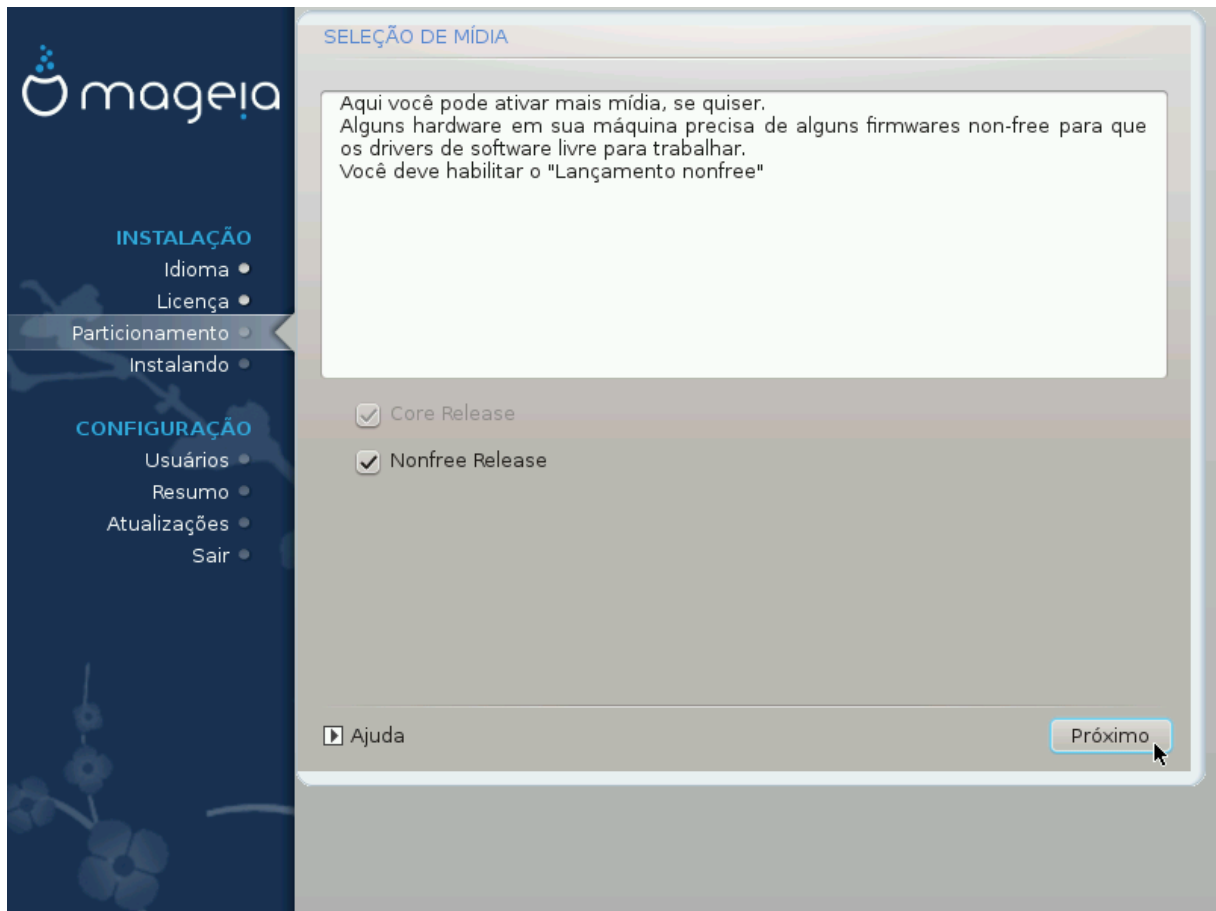 mageia
INSTALAÇÃO
Idioma
Licença
Particionamento
Instalando
CONFIGURAÇÃO
Usuários
Resumo
Atualizações
Sair
SELEÇÃO DE MÍDIA
Aqui você pode ativar mais mídia, se quiser.
Alguns hardware em sua máquina precisa de alguns firmwares non-free para que
os drivers de software livre para trabalhar.
Você deve habilitar o "Lançamento nonfree"
Core Release
Nonfree Release
Ajuda
Próximo